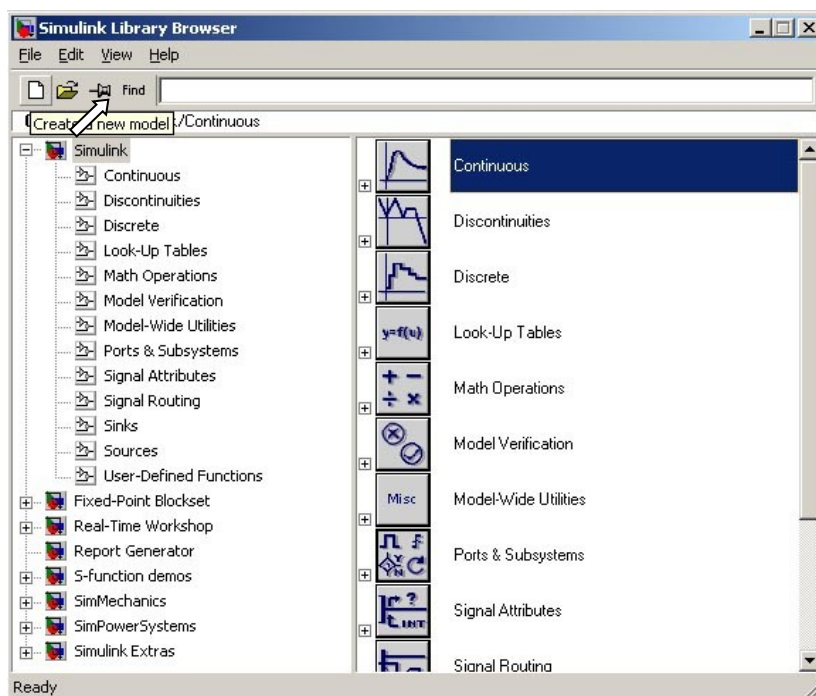 Simulink Library Browser
File Edit View Help
Find
Create a new model k/Continuous
Simulink
Continuous
Discontinuities
Discrete
Look-Up Tables
Math Operations
Model Verification
Model-Wide Utilities
Ports & Subsystems
Signal Attributes
Signal Routing
Sinks
Sources
User-Defined Functions
Fixed-Point Blockset
Real-Time Workshop
Report Generator
S-function demos
SimMechanics
SimPowerSystems
Simulink Extras
Continuous
Discontinuities
Discrete
y=f(u) Look-Up Tables
+ − ÷ × Math Operations
Model Verification
Misc Model-Wide Utilities
Y N Ports & Subsystems
? t INT Signal Attributes
Signal Routing
Ready